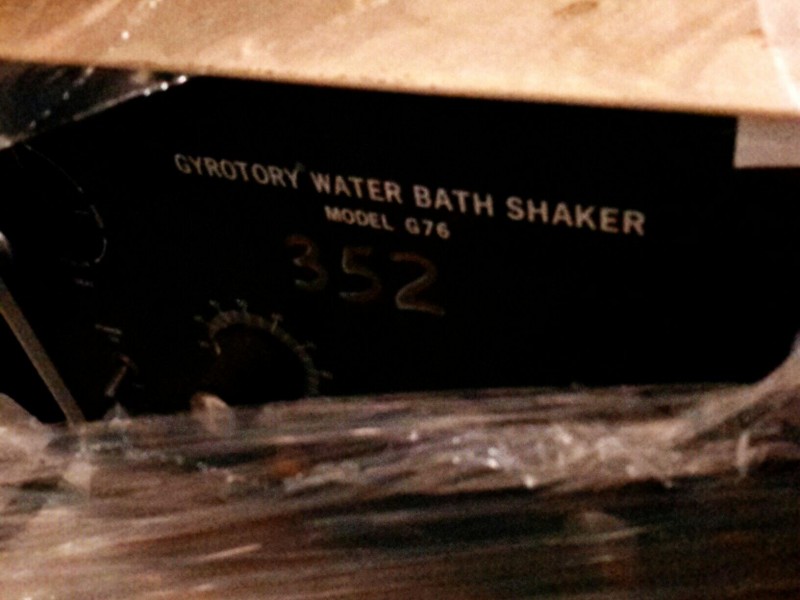 GYROTORY WATER BATH SHAKER
MODEL G76
352